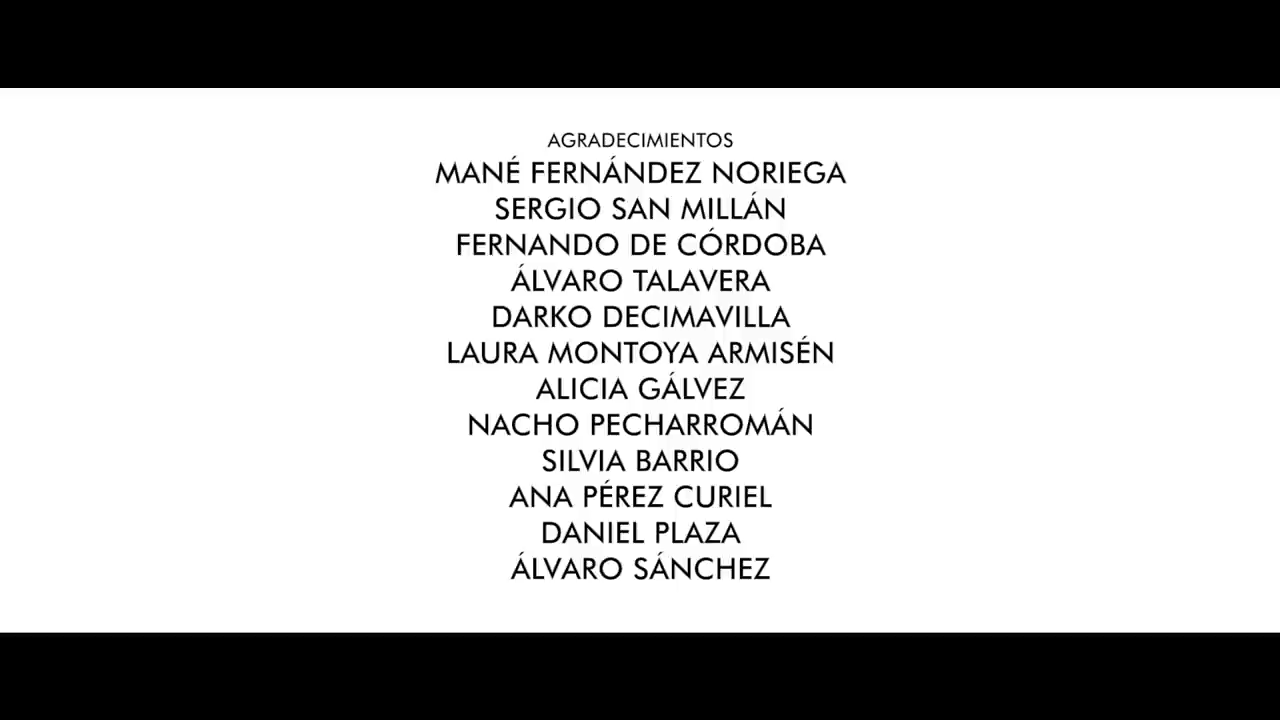 AGRADECIMIENTOS
MANÉ FERNÁNDEZ NORIEGA
SERGIO SAN MILLÁN
FERNANDO DE CÓRDOBA
ÁLVARO TALAVERA
DARKO DECIMAVILLA
LAURA MONTOYA ARMISÉN
ALICIA GÁLVEZ
NACHO PECHARROMÁN
SILVIA BARRIO
ANA PÉREZ CURIEL
DANIEL PLAZA
ÁLVARO SÁNCHEZ